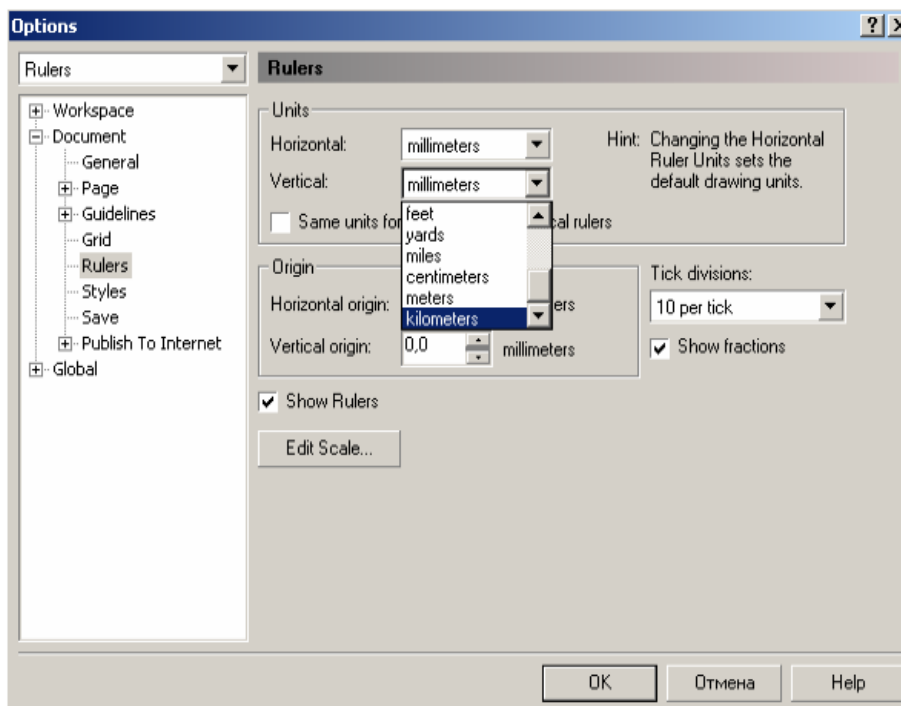 Options
Rulers
Rulers
Workspace
Document
General
Page
Guidelines
Grid
Rulers
Styles
Save
Publish To Internet
Global
Units
Horizontal: millimeters
Hint: Changing the Horizontal
Ruler Units sets the
default drawing units.
Vertical: millimeters
feet
yards
miles
centimeters
meters
kilometers
Same units for
rulers
Origin
Horizontal origin:
Vertical origin: 0,0 millimeters
Tick divisions:
10 per tick
Show fractions
Show Rulers
Edit Scale...
OK
Отмена
Help